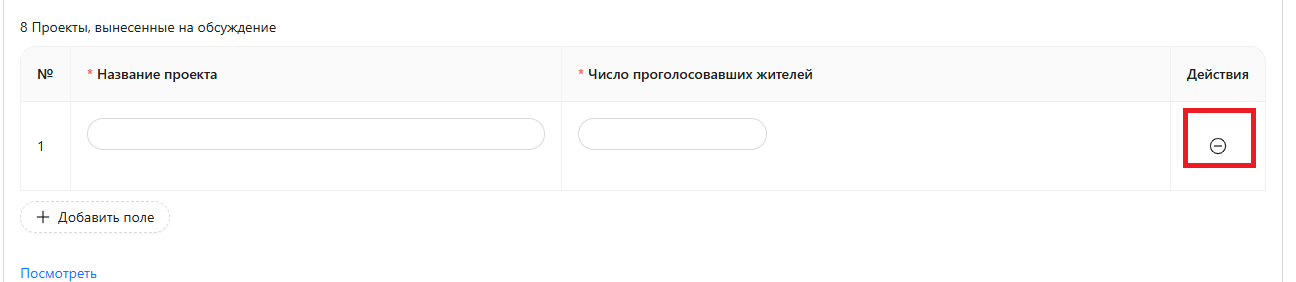 8 Проекты, вынесенные на обсуждение
№ * Название проекта * Число проголосовавших жителей Действия
1
Добавить поле
Посмотреть